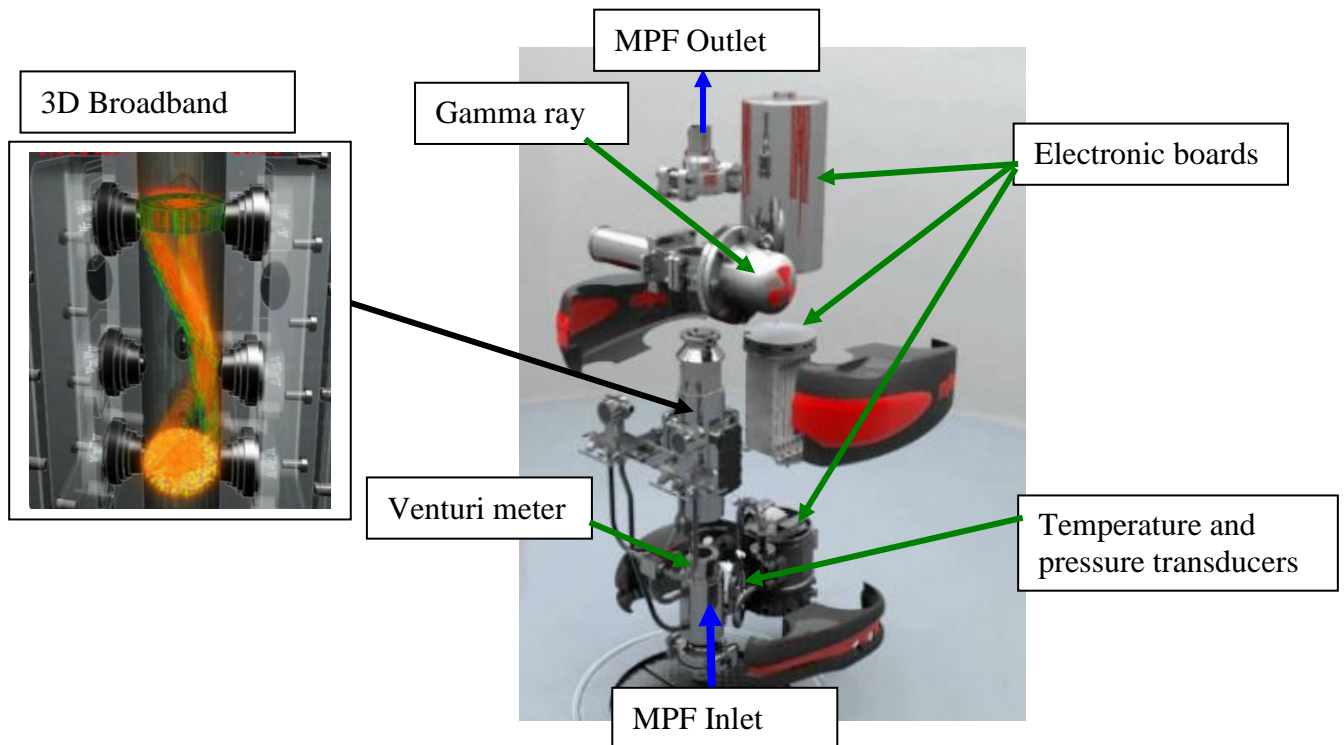 MPF Outlet
3D Broadband
Gamma ray
Electronic boards
Venturi meter
Temperature and
pressure transducers
MPF Inlet